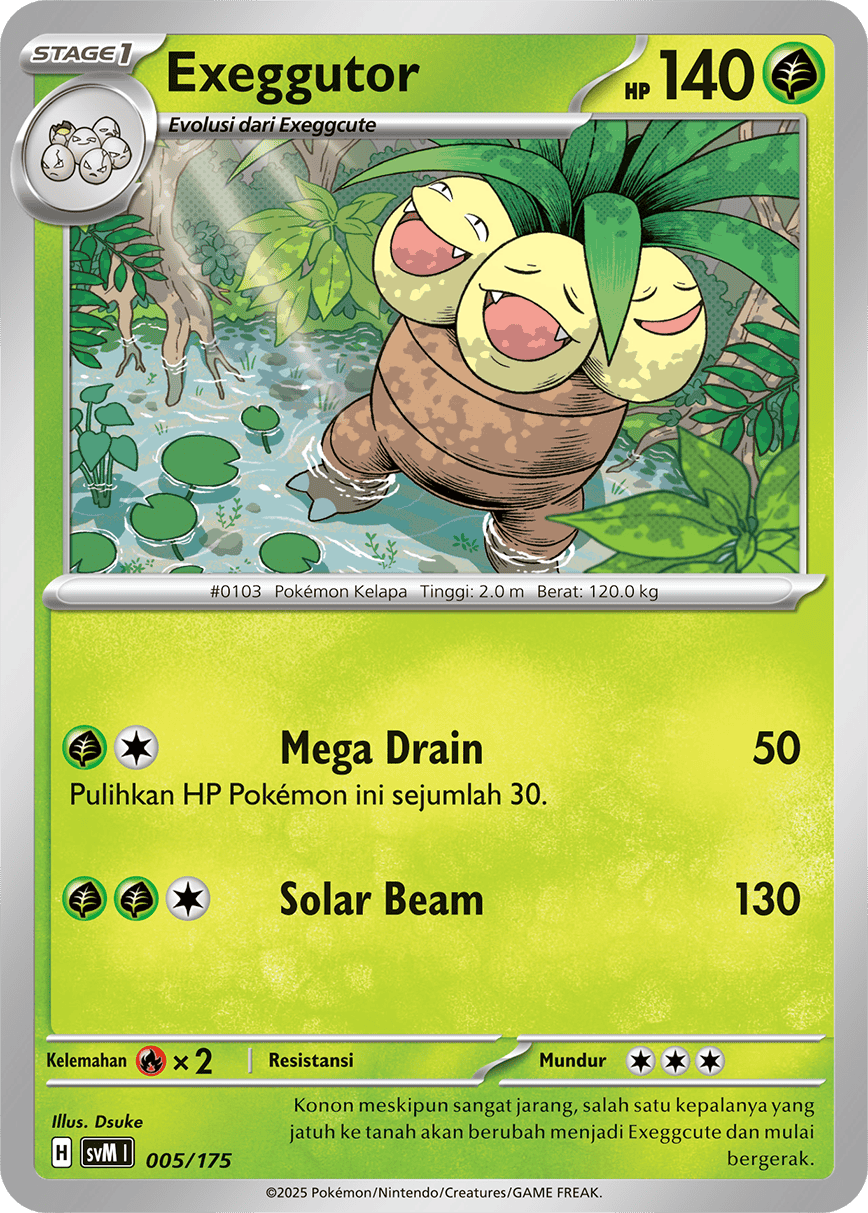 STAGE 1
Exeggutor
HP 140
Evolusi dari Exeggcute
#0103 Pokémon Kelapa Tinggi: 2.0 m Berat: 120.0 kg
Mega Drain 50
Pulihkan HP Pokémon ini sejumlah 30.
Solar Beam 130
Kelemahan × 2 Resistansi Mundur
Illus. Dsuke
Konon meskipun sangat jarang, salah satu kepalanya yang
jatuh ke tanah akan berubah menjadi Exeggcute dan mulai
bergerak.
H SVM I 005/175
©2025 Pokémon/Nintendo/Creatures/GAME FREAK.